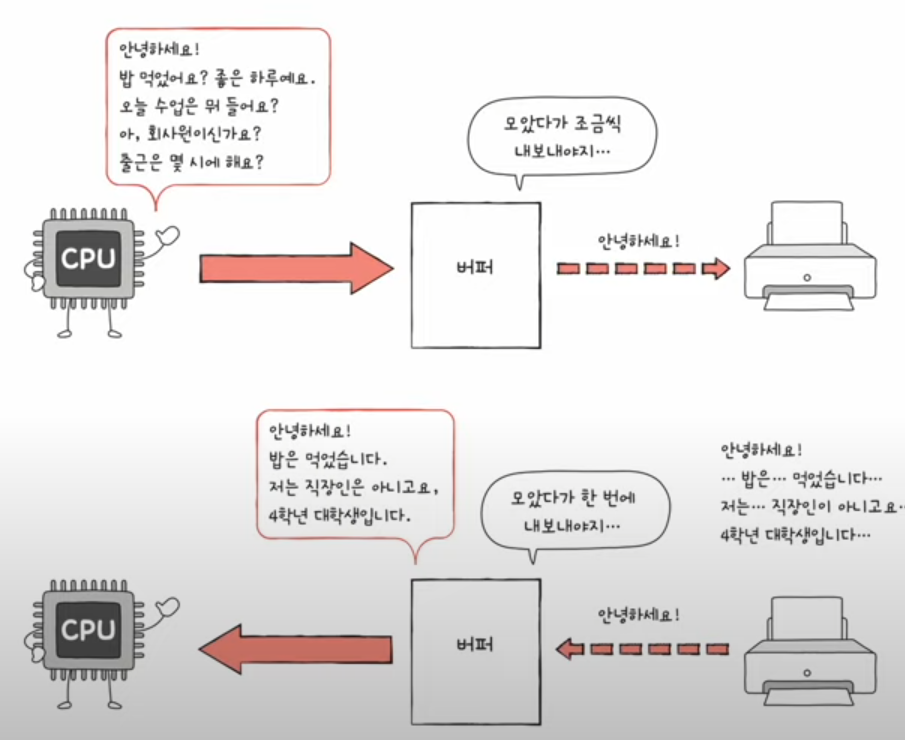 안녕하세요!
밥 먹었어요? 좋은 하루예요.
오늘 수업은 뭐 들어요?
아, 회사원이신가요?
출근은 몇 시에 해요?
모았다가 조금씩
내보내야지…
CPU
버퍼
안녕하세요!
안녕하세요!
밥은 먹었습니다.
저는 직장인은 아니고요,
4학년 대학생입니다.
모았다가 한 번에
내보내야지…
안녕하세요!
… 밥은… 먹었습니다…
저는… 직장인이 아니고요…
4학년 대학생입니다…
CPU
버퍼
안녕하세요!